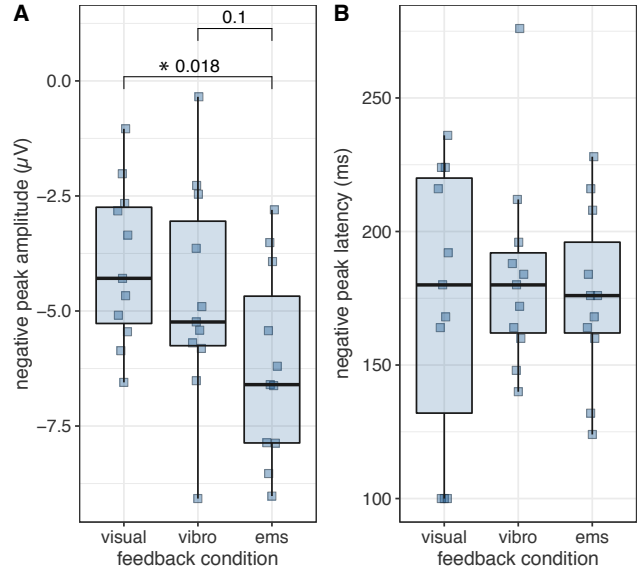 A
0.1
* 0.018
0.0
−2.5
−5.0
−7.5
negative peak amplitude (µV)
visual vibro ems
feedback condition
B
250
200
150
100
negative peak latency (ms)
visual vibro ems
feedback condition